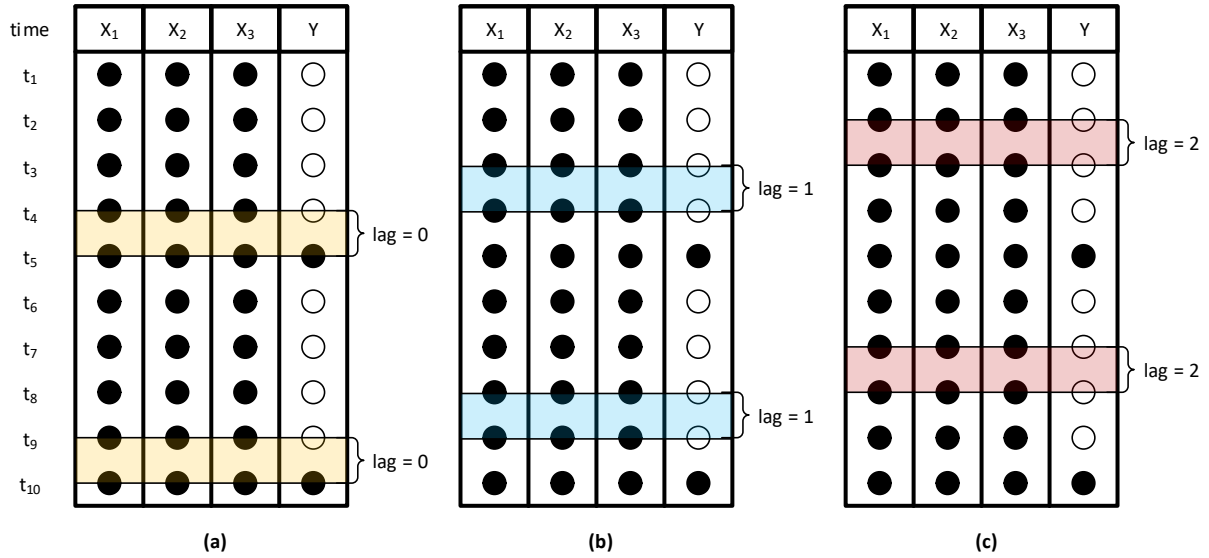 time X₁ X₂ X₃ Y X₁ X₂ X₃ Y X₁ X₂ X₃ Y
t₁
t₂
t₃ lag = 1 lag = 2
t₄
t₅ lag = 0
t₆
t₇
t₈ lag = 1 lag = 2
t₉
t₁₀ lag = 0
(a) (b) (c)